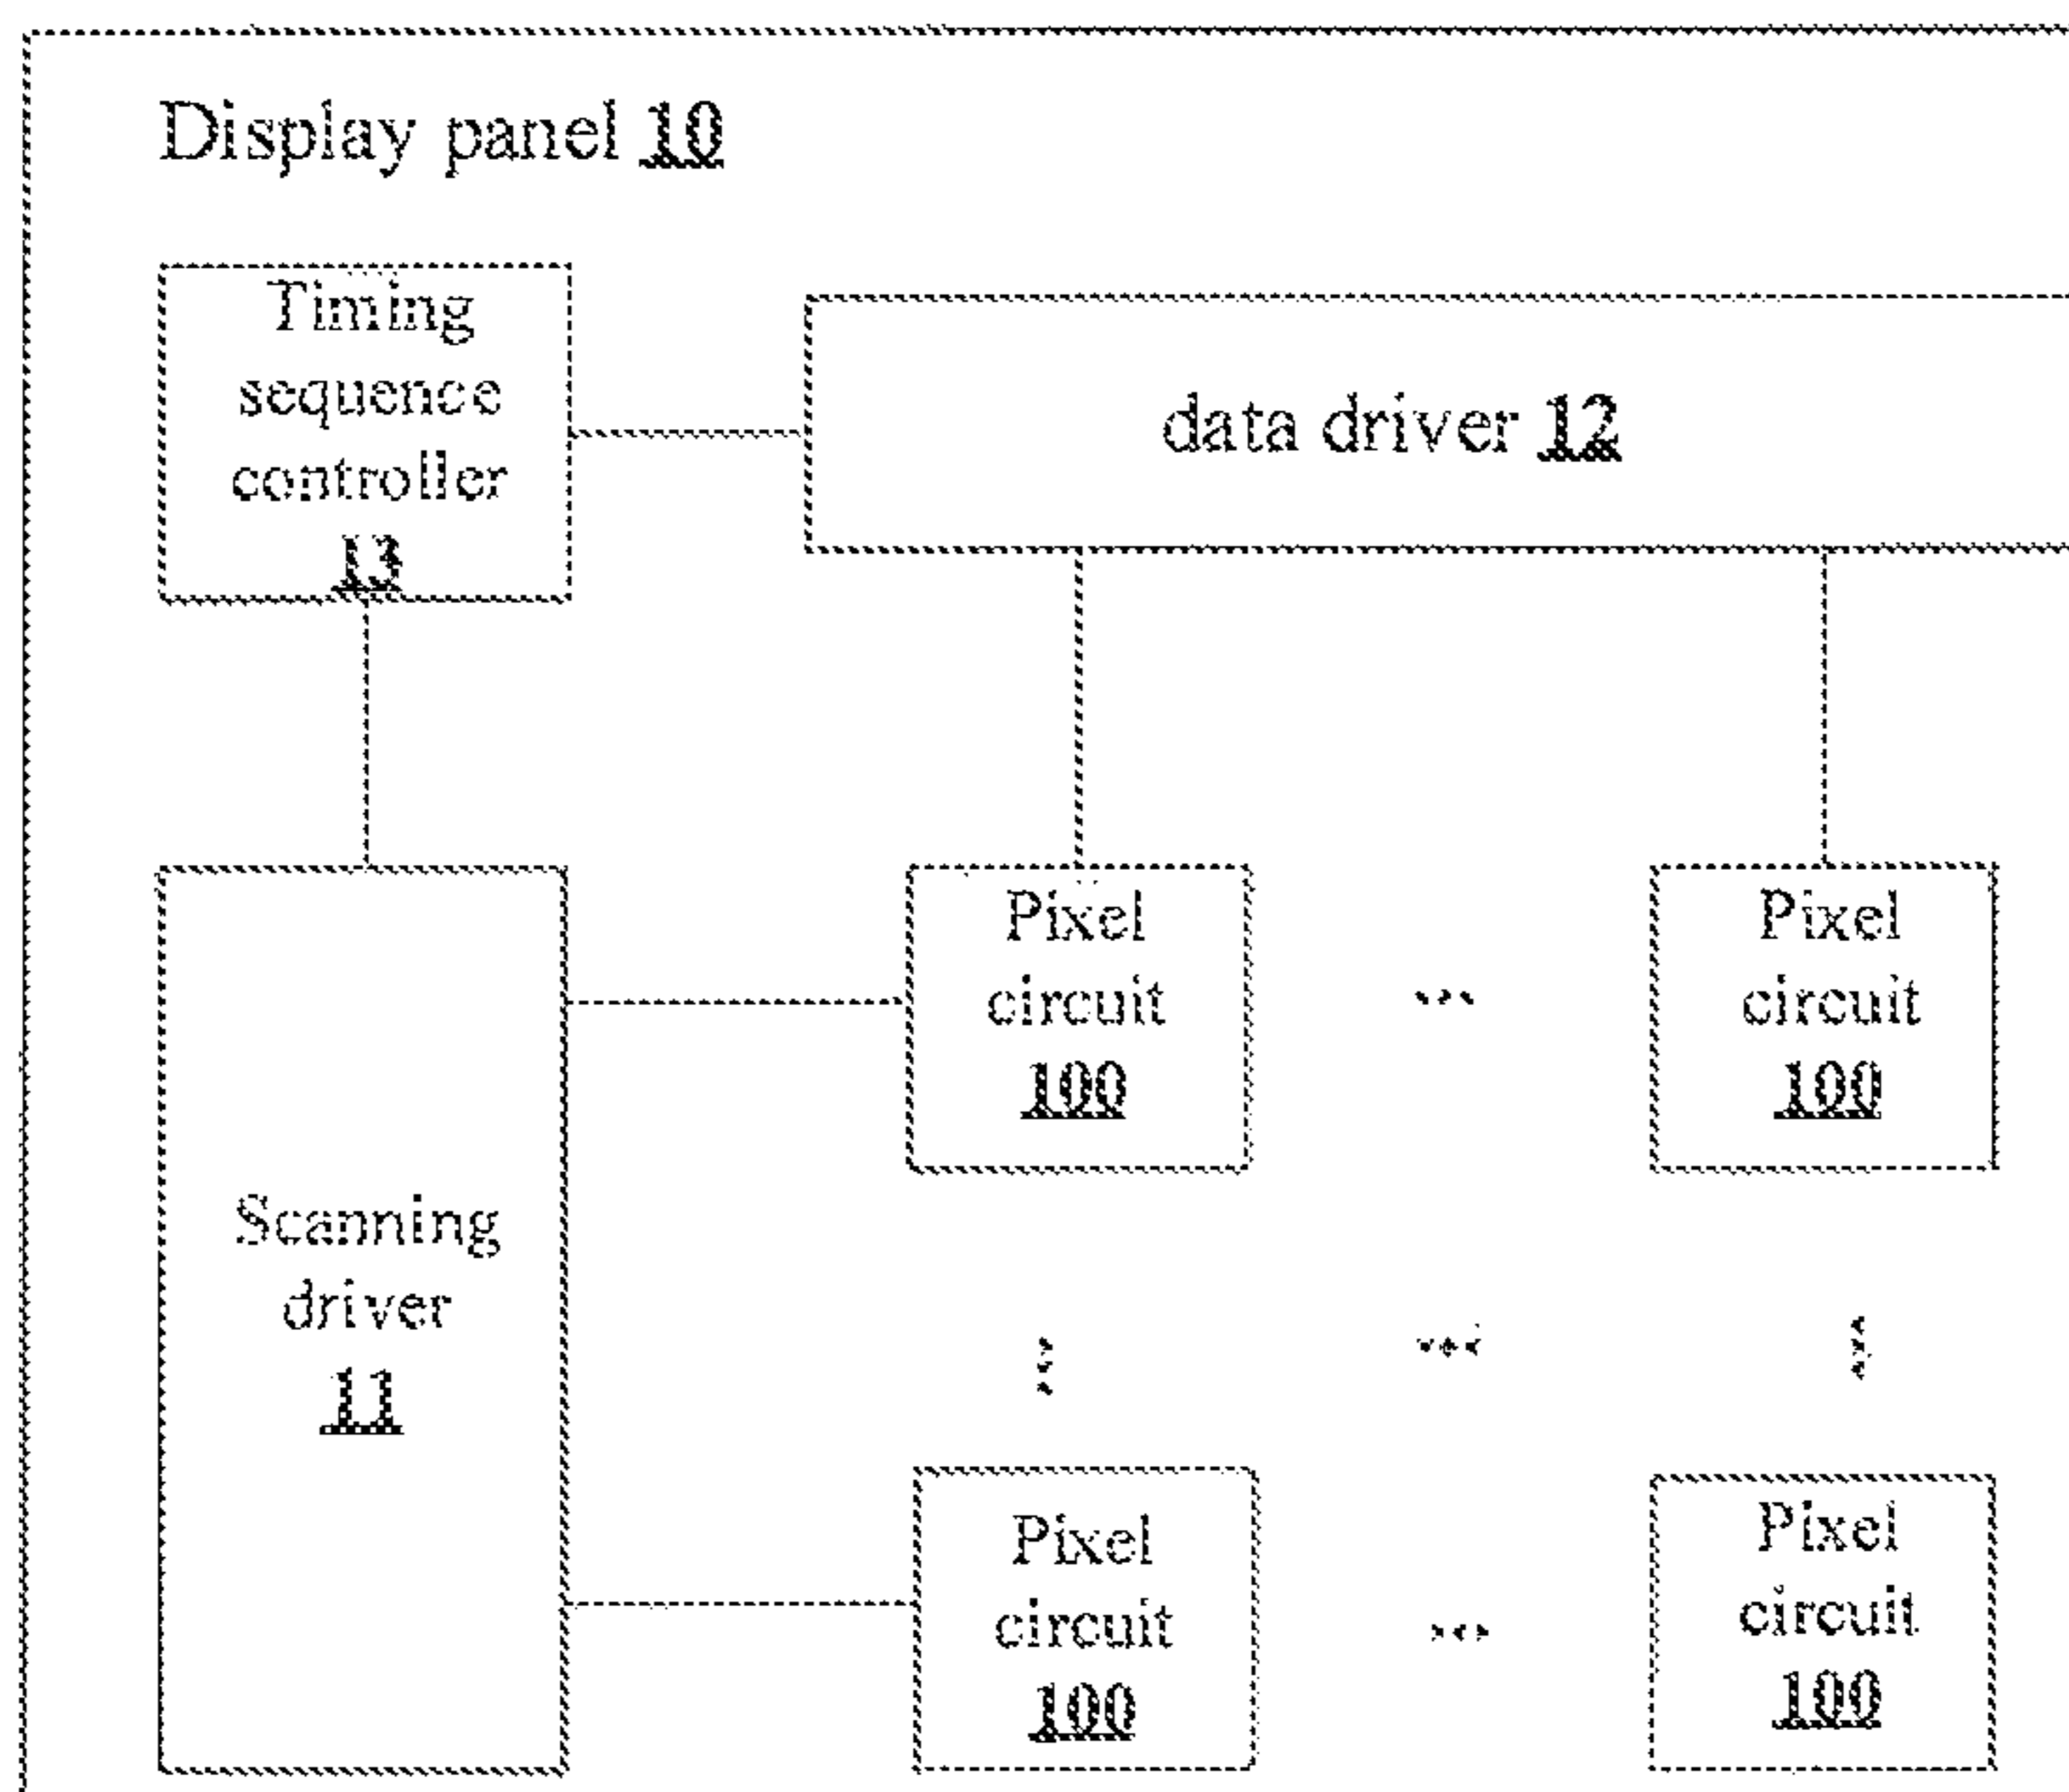 Display panel 10
Timing
sequence
controller
13
data driver 12
Pixel
circuit
100
...
Pixel
circuit
100
Scanning
driver
11
...
...
...
Pixel
circuit
100
...
Pixel
circuit
100